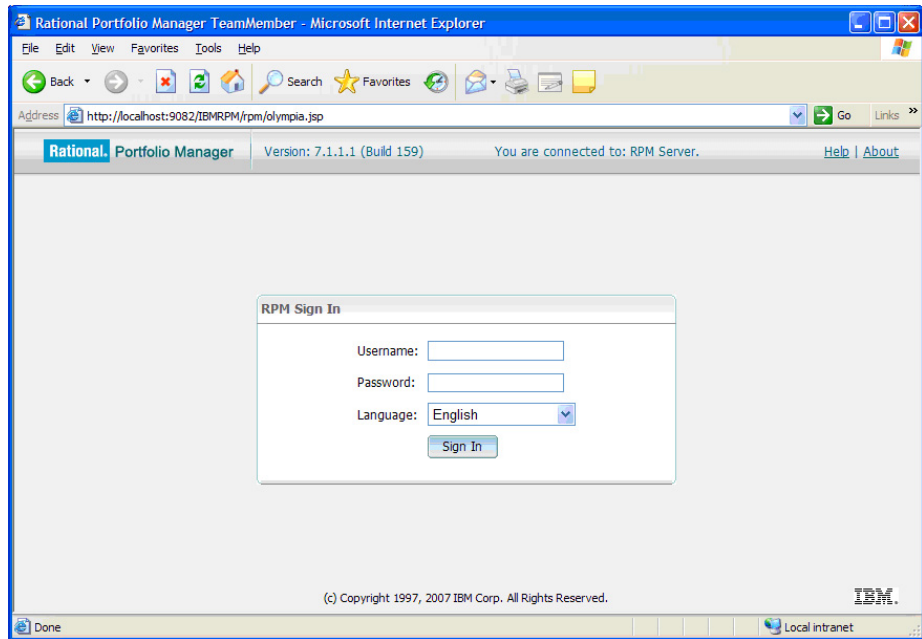 Rational Portfolio Manager TeamMember - Microsoft Internet Explorer
File Edit View Favorites Tools Help
Back Search Favorites
Address http://localhost:9082/IBMRPM/rpm/olympia.jsp Go Links »
Rational. Portfolio Manager Version: 7.1.1.1 (Build 159) You are connected to: RPM Server. Help | About
RPM Sign In
Username:
Password:
Language: English
Sign In
(c) Copyright 1997, 2007 IBM Corp. All Rights Reserved. IBM.
Done Local intranet